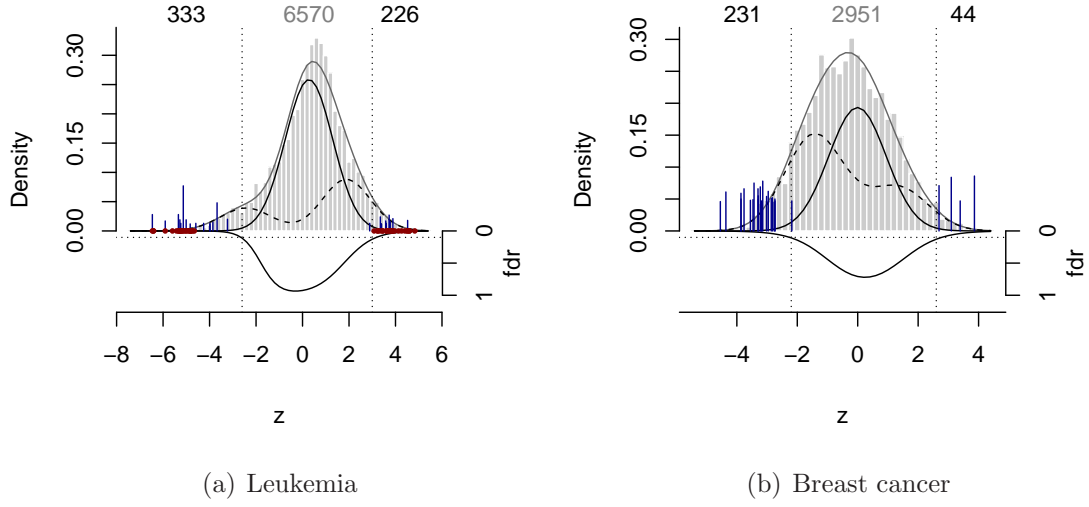 333 6570 226
0.00 0.15 0.30
Density
0 1
fdr
−8 −6 −4 −2 0 2 4 6
z
(a) Leukemia
231 2951 44
0.00 0.15 0.30
Density
0 1
fdr
−4 −2 0 2 4
z
(b) Breast cancer